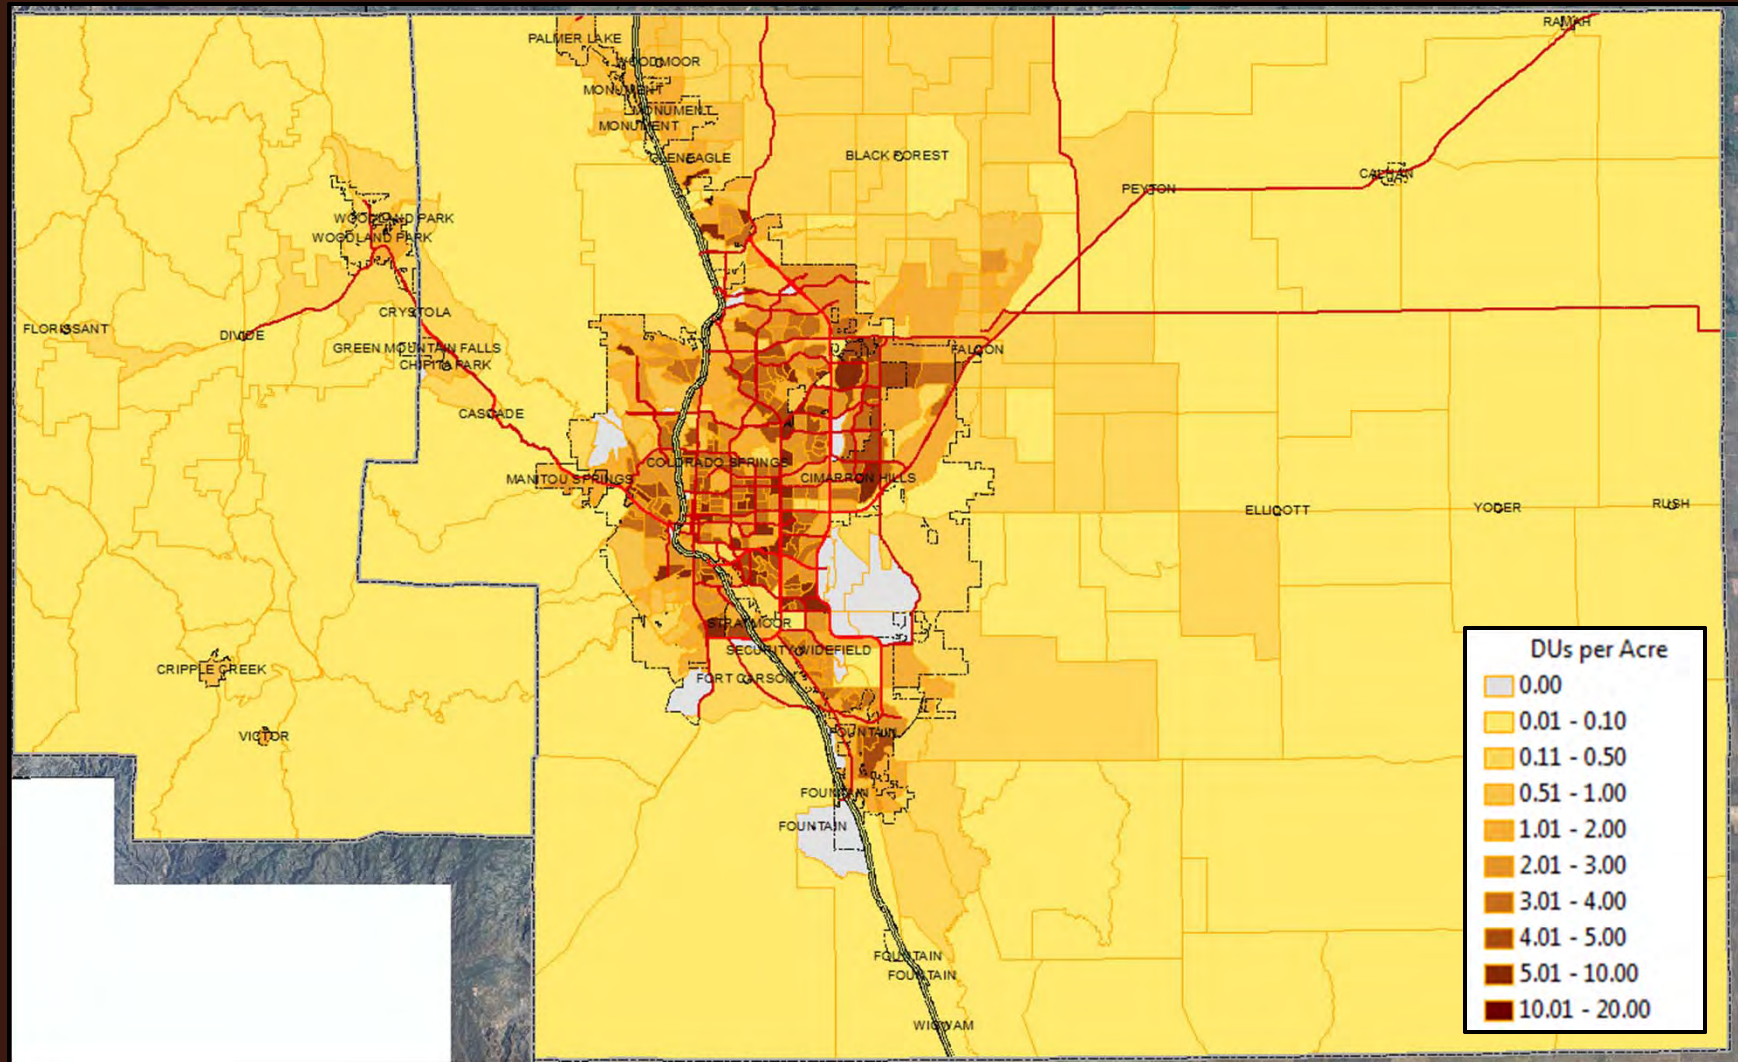 RAMAH
PALMER LAKE
WOODMOOR
MONUMENT
MONUMENT
MONUMENT
GLENEAGLE
BLACK FOREST
CALHAN
PEYTON
WOODLAND PARK
WOODLAND PARK
CRYSTOLA
FLORISSANT
DIVIDE
GREEN MOUNTAIN FALLS
CHIPITA PARK
FALCON
CASCADE
COLORADO SPRINGS
MANITOU SPRINGS
CIMARRON HILLS
ELLICOTT
YODER
RUSH
STRATMOOR
SECURITY-WIDEFIELD
CRIPPLE CREEK
FORT CARSON
VICTOR
FOUNTAIN
FOUNTAIN
FOUNTAIN
FOUNTAIN
FOUNTAIN
WIGWAM
DUs per Acre
0.00
0.01 - 0.10
0.11 - 0.50
0.51 - 1.00
1.01 - 2.00
2.01 - 3.00
3.01 - 4.00
4.01 - 5.00
5.01 - 10.00
10.01 - 20.00